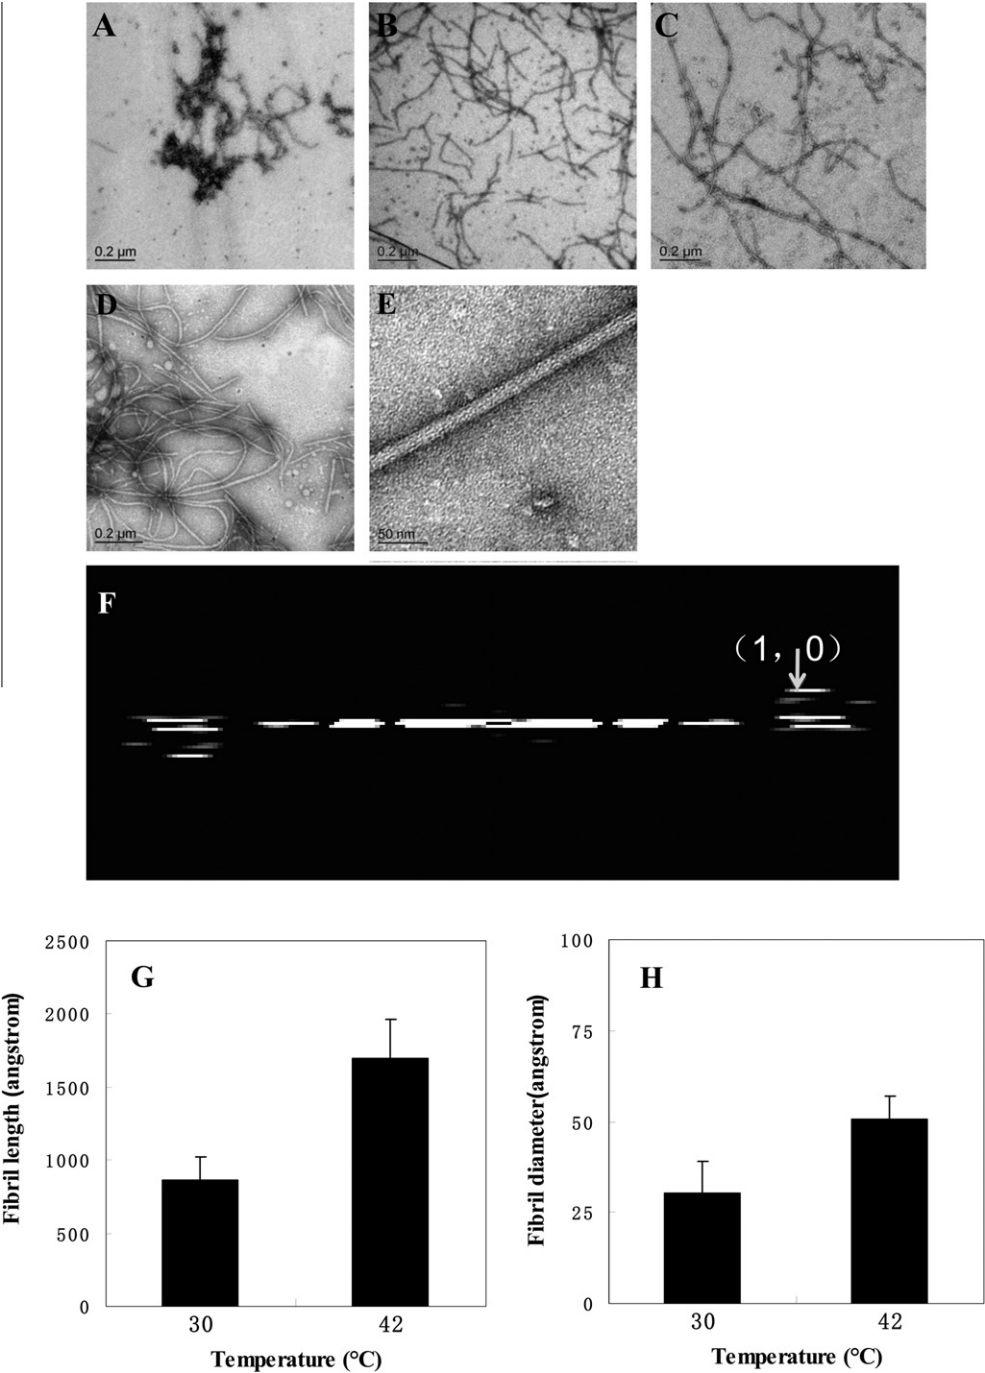 A
0.2 µm
B
0.2 µm
C
0.2 µm
D
0.2 µm
E
50 nm
F
(1, 0)
G
Fibril length (angstrom)
2500
2000
1500
1000
500
0
30
42
Temperature (°C)
H
Fibril diameter(angstrom)
100
75
50
25
0
30
42
Temperature (°C)